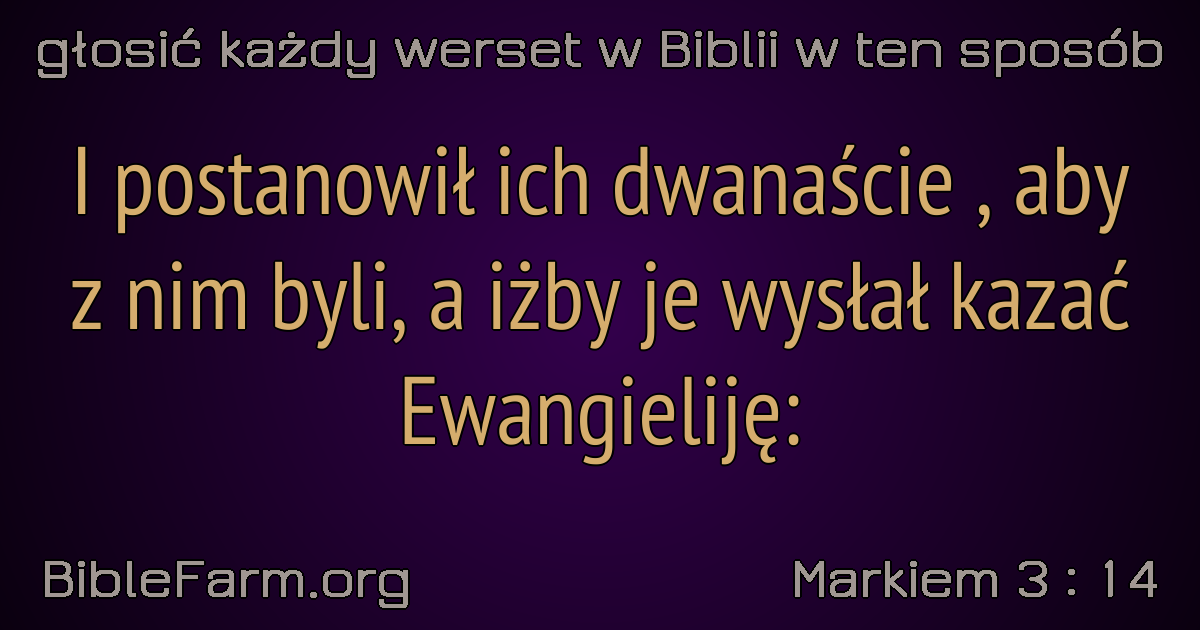 głosić każdy werset w Biblii w ten sposób
I postanowił ich dwanaście , aby
z nim byli, a iżby je wysłał kazać
Ewangieliję:
BibleFarm.org
Markiem 3 : 14